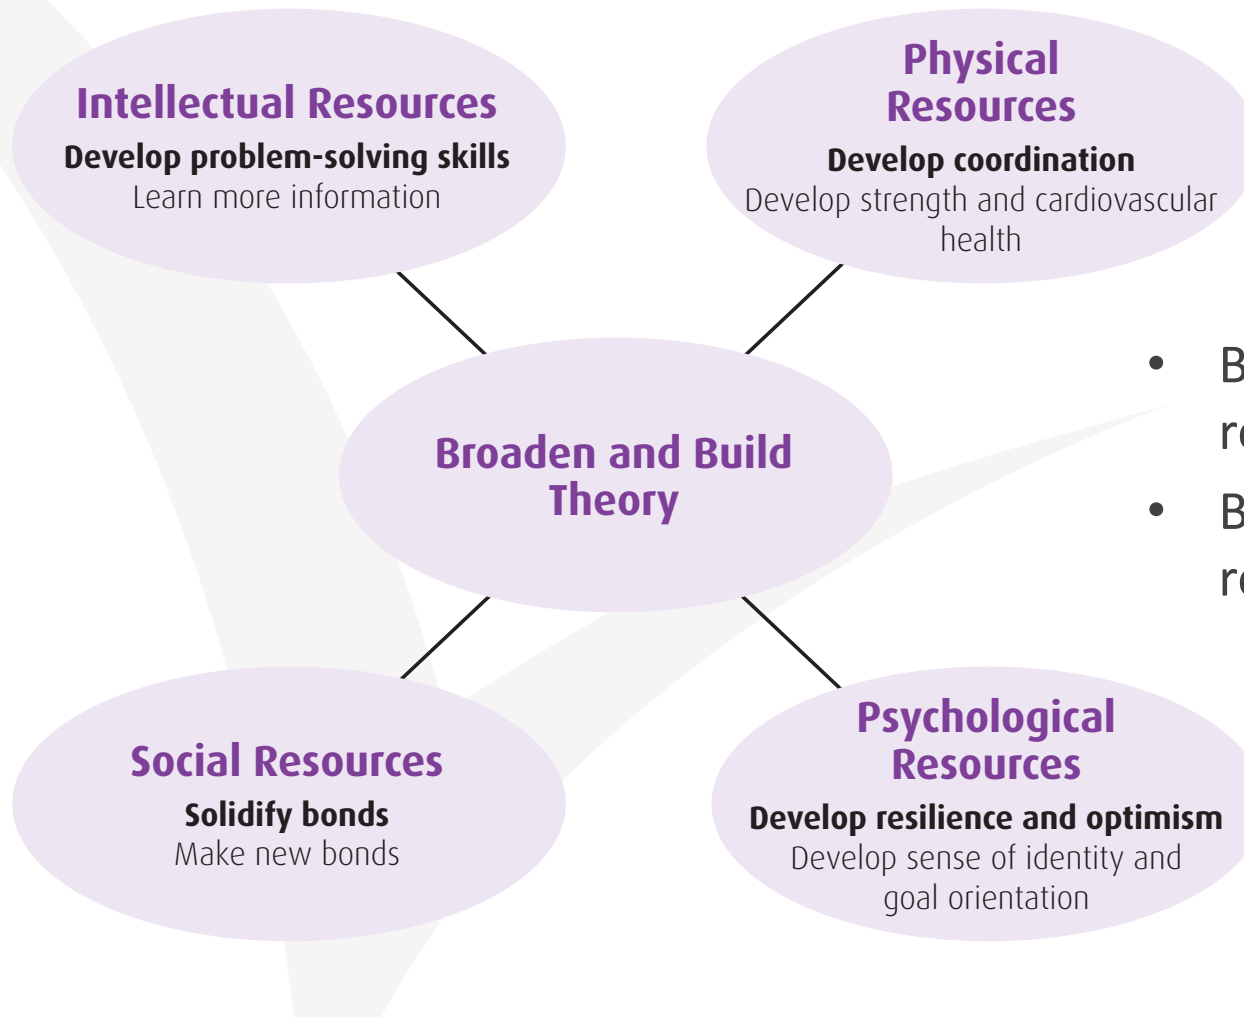 Intellectual Resources
Develop problem-solving skills
Learn more information
Physical
Resources
Develop coordination
Develop strength and cardiovascular
health
Broaden and Build
Theory
Social Resources
Solidify bonds
Make new bonds
Psychological
Resources
Develop resilience and optimism
Develop sense of identity and
goal orientation